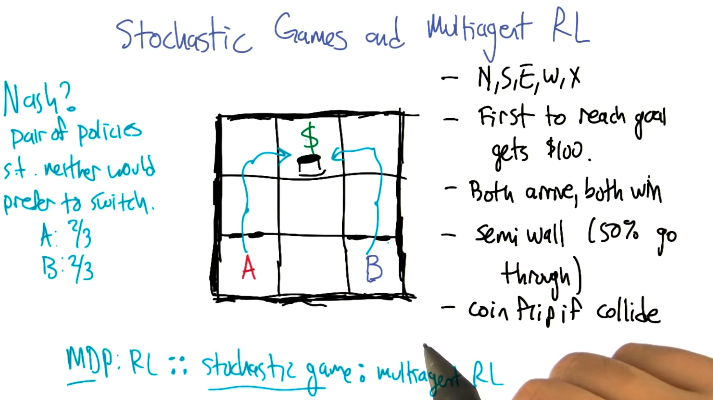 Stochastic Games and Multiagent RL
Nash?
pair of policies
s.t. neither would
prefer to switch.
A: 2/3
B: 2/3
$
A
B
- N,S,E,W,X
- First to reach goal
gets $100.
- Both arrive, both win
- semi wall (50% go
through)
- coin flip if collide
MDP: RL :: stochastic game: multiagent RL